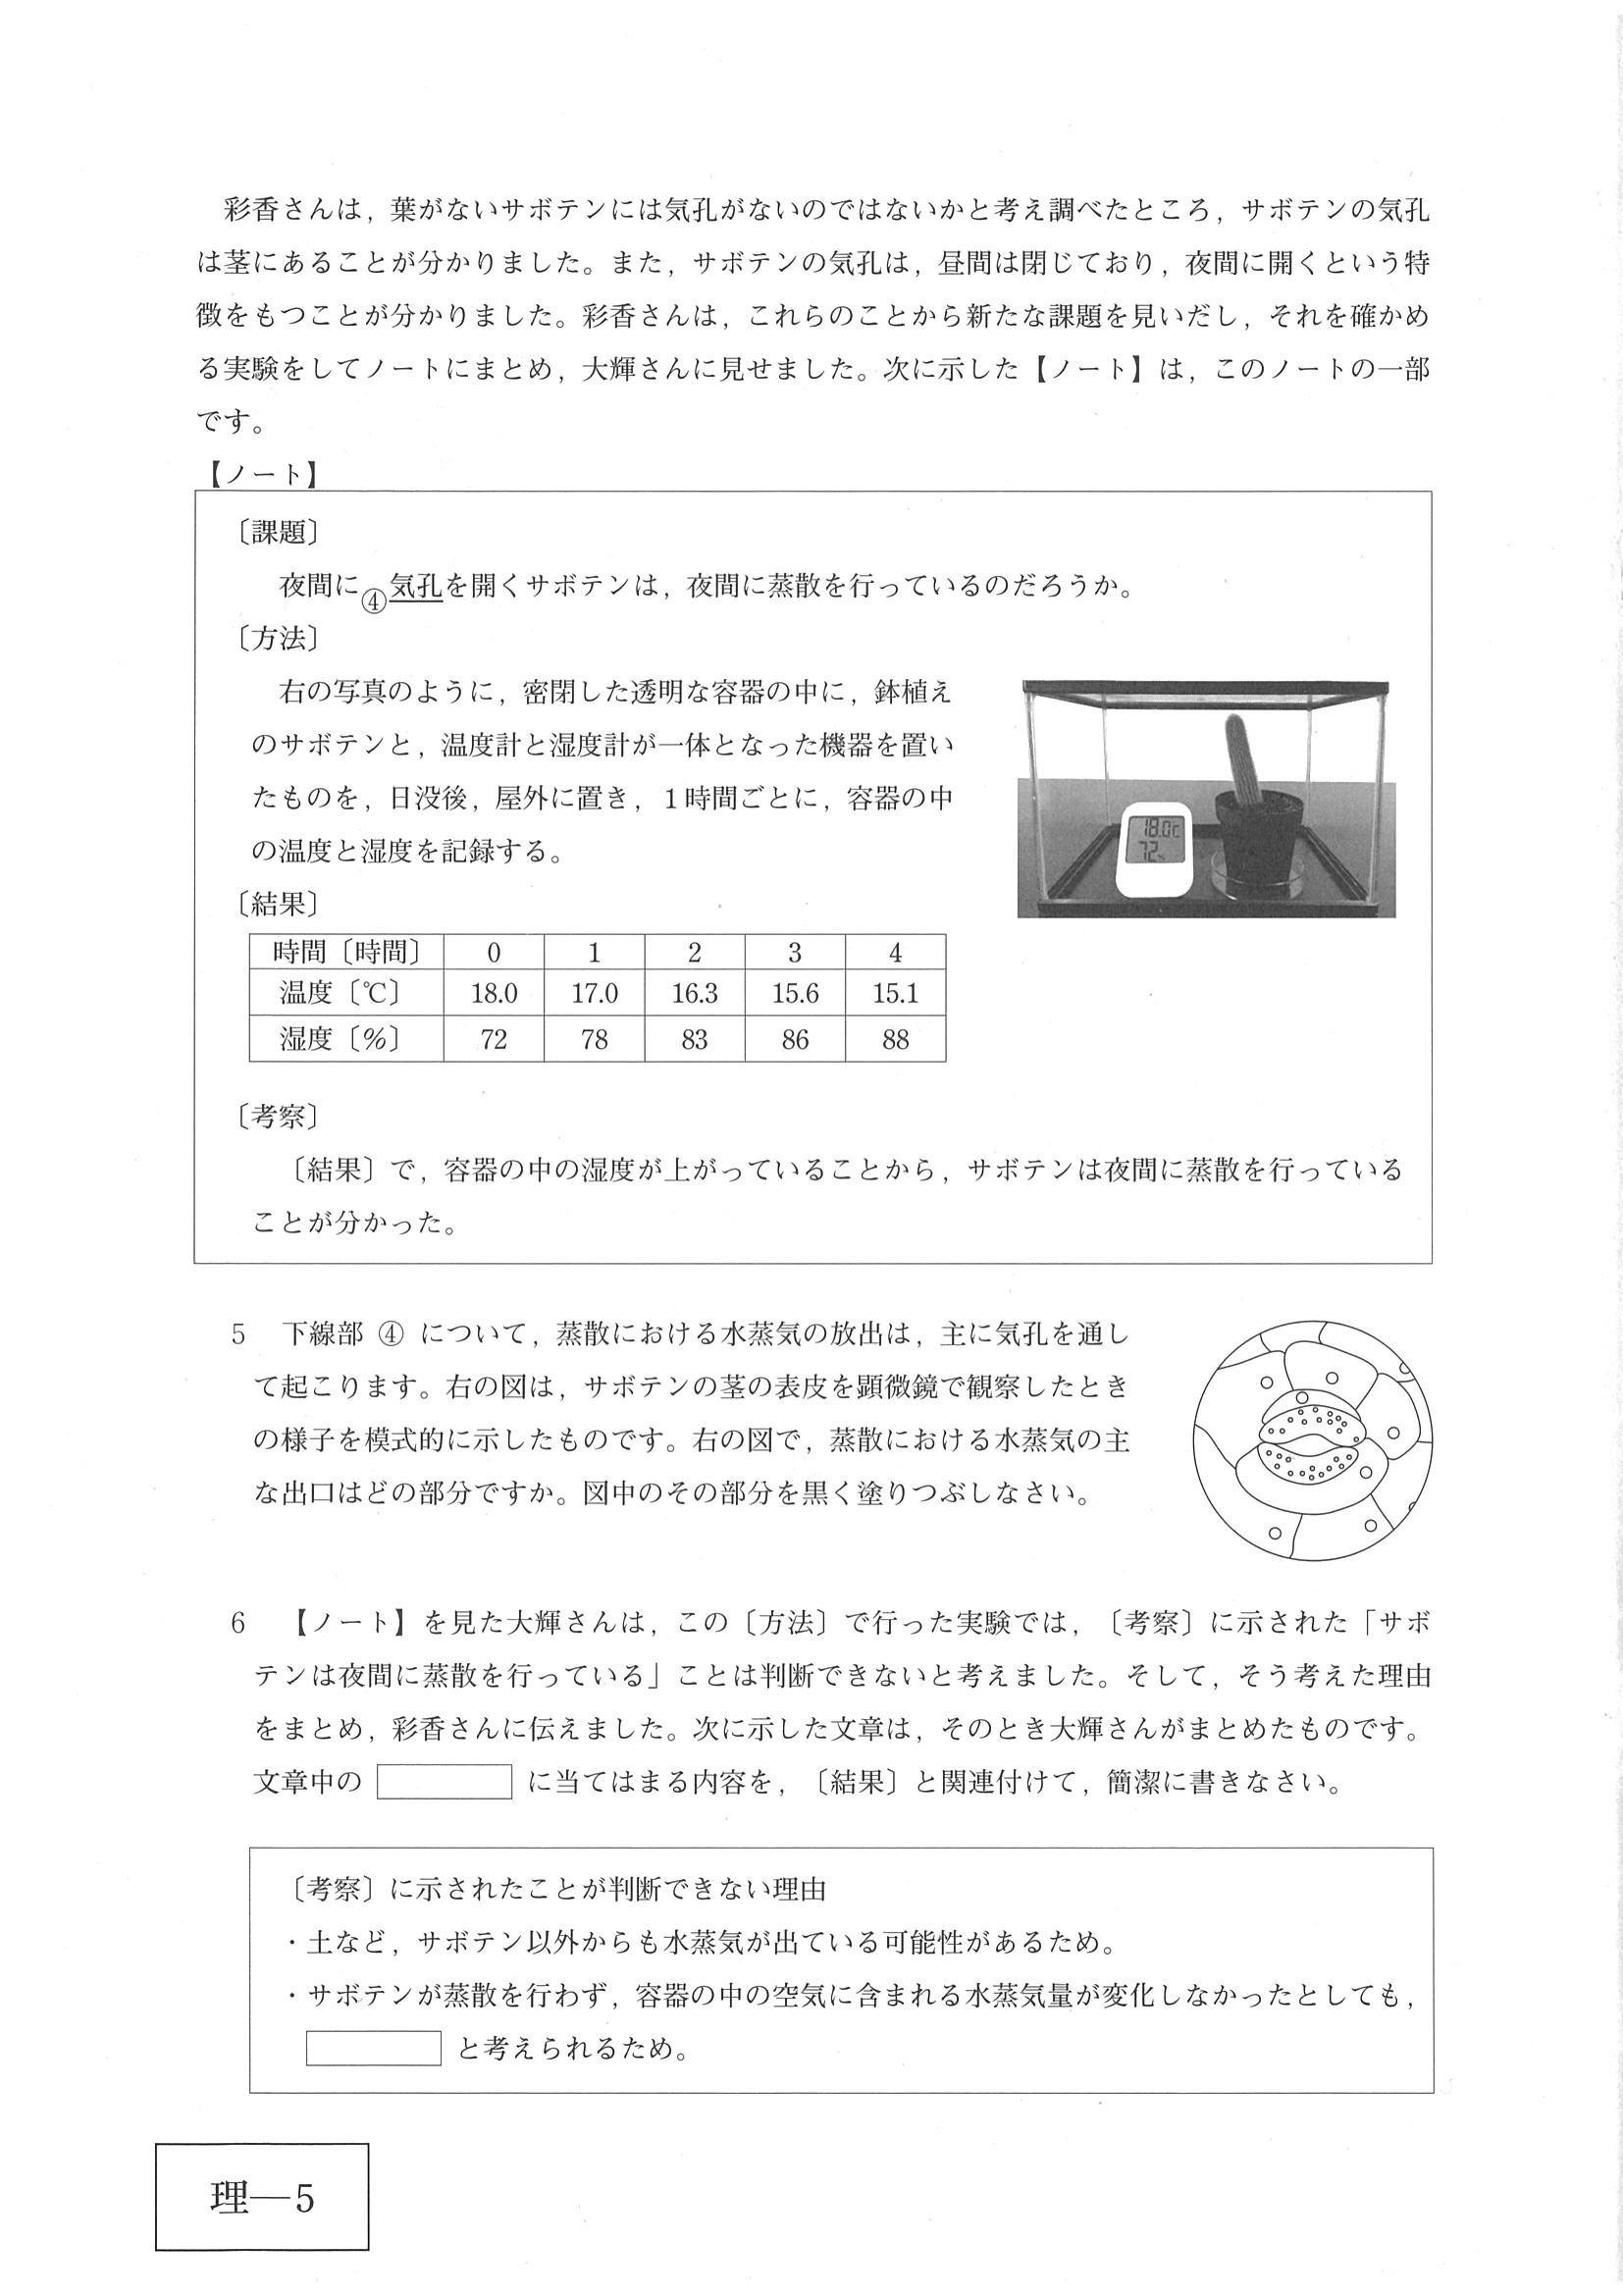 彩香さんは，葉がないサボテンには気孔がないのではないかと考え調べたところ，サボテンの気孔
は茎にあることが分かりました。また，サボテンの気孔は，昼間は閉じており，夜間に開くという特
徴をもつことが分かりました。彩香さんは，これらのことから新たな課題を見いだし，それを確かめ
る実験をしてノートにまとめ，大輝さんに見せました。次に示した【ノート】は，このノートの一部
です。
【ノート】
〔課題〕
夜間に④気孔を開くサボテンは，夜間に蒸散を行っているのだろうか。
〔方法〕
右の写真のように，密閉した透明な容器の中に，鉢植え
のサボテンと，温度計と湿度計が一体となった機器を置い
たものを，日没後，屋外に置き，1時間ごとに，容器の中
の温度と湿度を記録する。
18.0c
72%
〔結果〕
時間〔時間〕 0 1 2 3 4
温度〔℃〕 18.0 17.0 16.3 15.6 15.1
湿度〔％〕 72 78 83 86 88
〔考察〕
〔結果〕で，容器の中の湿度が上がっていることから，サボテンは夜間に蒸散を行っている
ことが分かった。
5 下線部 ④ について，蒸散における水蒸気の放出は，主に気孔を通し
て起こります。右の図は，サボテンの茎の表皮を顕微鏡で観察したとき
の様子を模式的に示したものです。右の図で，蒸散における水蒸気の主
な出口はどの部分ですか。図中のその部分を黒く塗りつぶしなさい。
6 【ノート】を見た大輝さんは，この〔方法〕で行った実験では，〔考察〕に示された「サボ
テンは夜間に蒸散を行っている」ことは判断できないと考えました。そして，そう考えた理由
をまとめ，彩香さんに伝えました。次に示した文章は，そのとき大輝さんがまとめたものです。
文章中の に当てはまる内容を，〔結果〕と関連付けて，簡潔に書きなさい。
〔考察〕に示されたことが判断できない理由
・土など，サボテン以外からも水蒸気が出ている可能性があるため。
・サボテンが蒸散を行わず，容器の中の空気に含まれる水蒸気量が変化しなかったとしても，
と考えられるため。
理―5